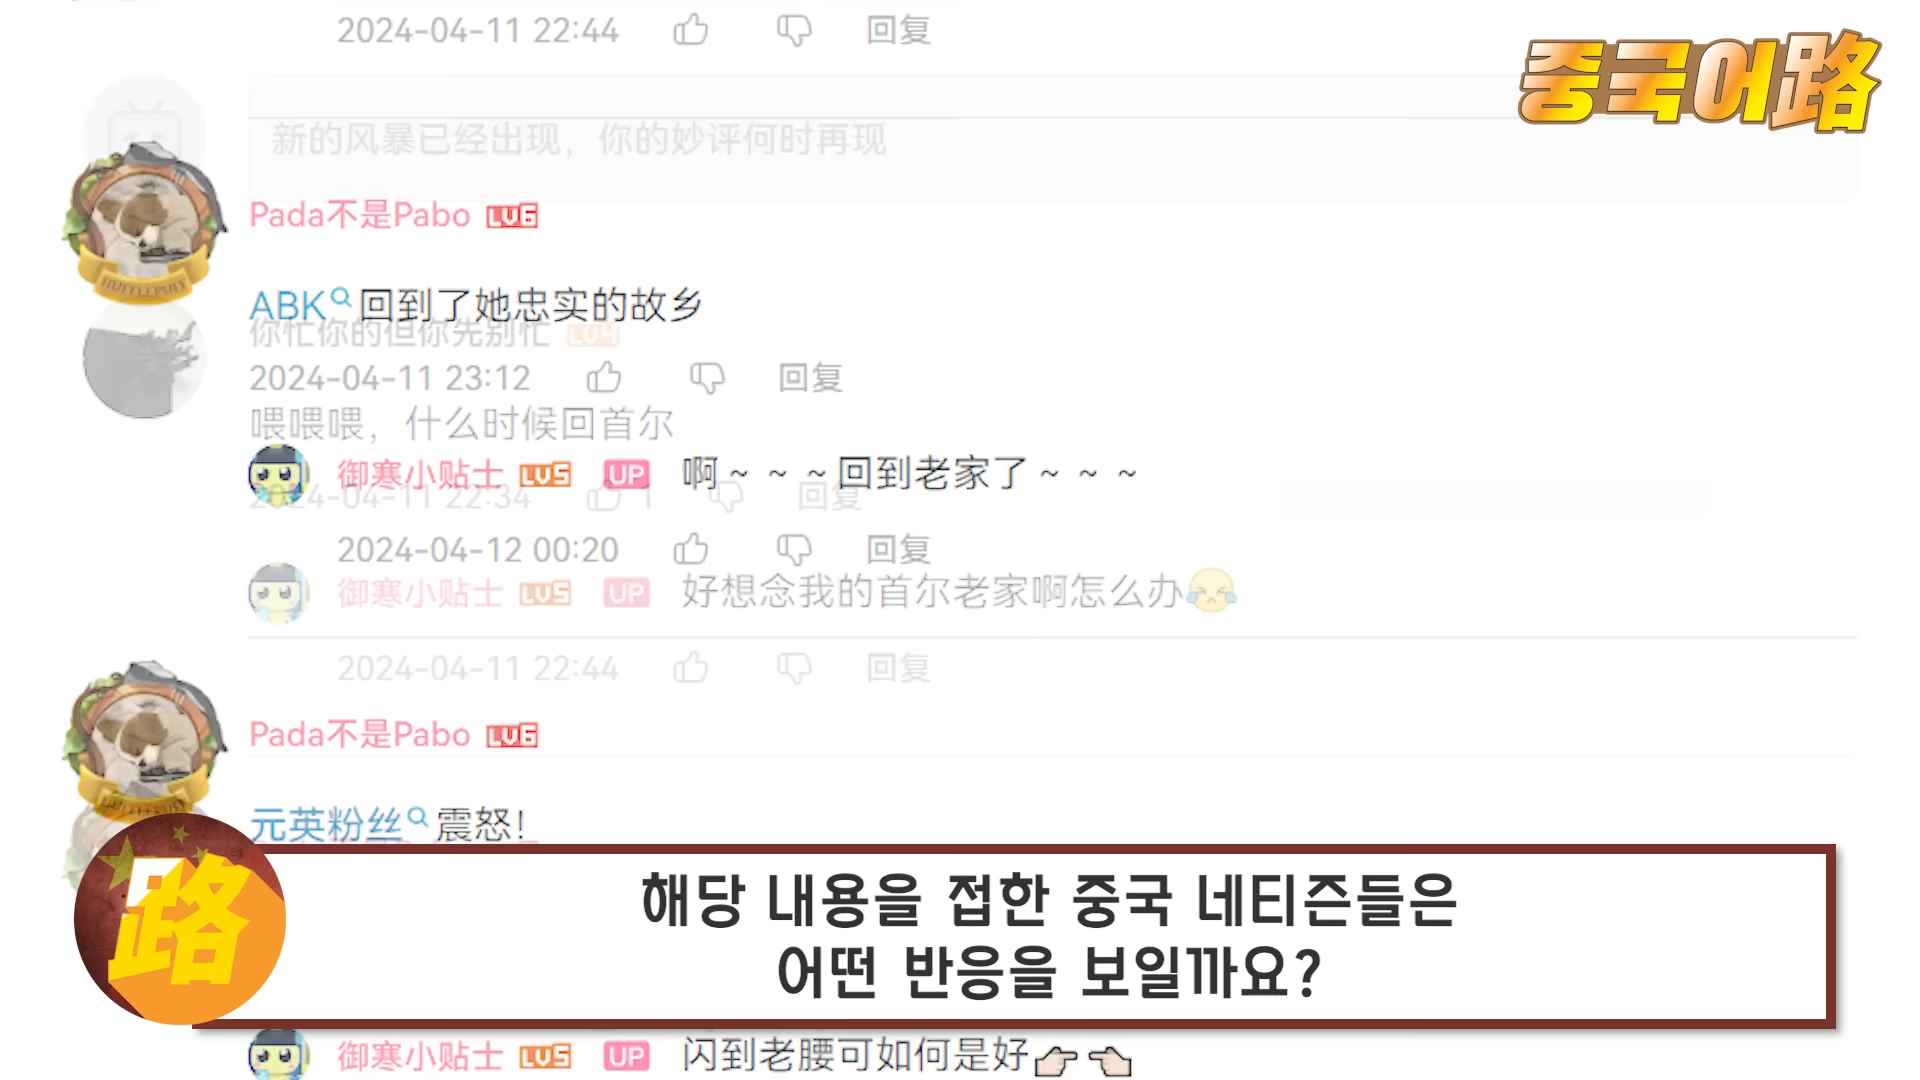 2024-04-11 22:44 回复
中국어路
新的风暴已经出现，你的妙评何时再现
Pada不是Pabo LV6
HUFFLEPUFF
ABK 回到了她忠实的故乡
你忙你的但你先别忙 LV4
2024-04-11 23:12 回复
喂喂喂，什么时候回首尔
御寒小贴士 LV5 UP 啊～～～回到老家了～～～
2024-04-11 22:34 1 回复
2024-04-12 00:20 回复
御寒小贴士 LV5 UP 好想念我的首尔老家啊怎么办
2024-04-11 22:44 回复
Pada不是Pabo LV6
HUFFLEPUFF
元英粉丝 震怒！
路
해당 내용을 접한 중국 네티즌들은
어떤 반응을 보일까요?
御寒小贴士 LV5 UP 闪到老腰可如何是好